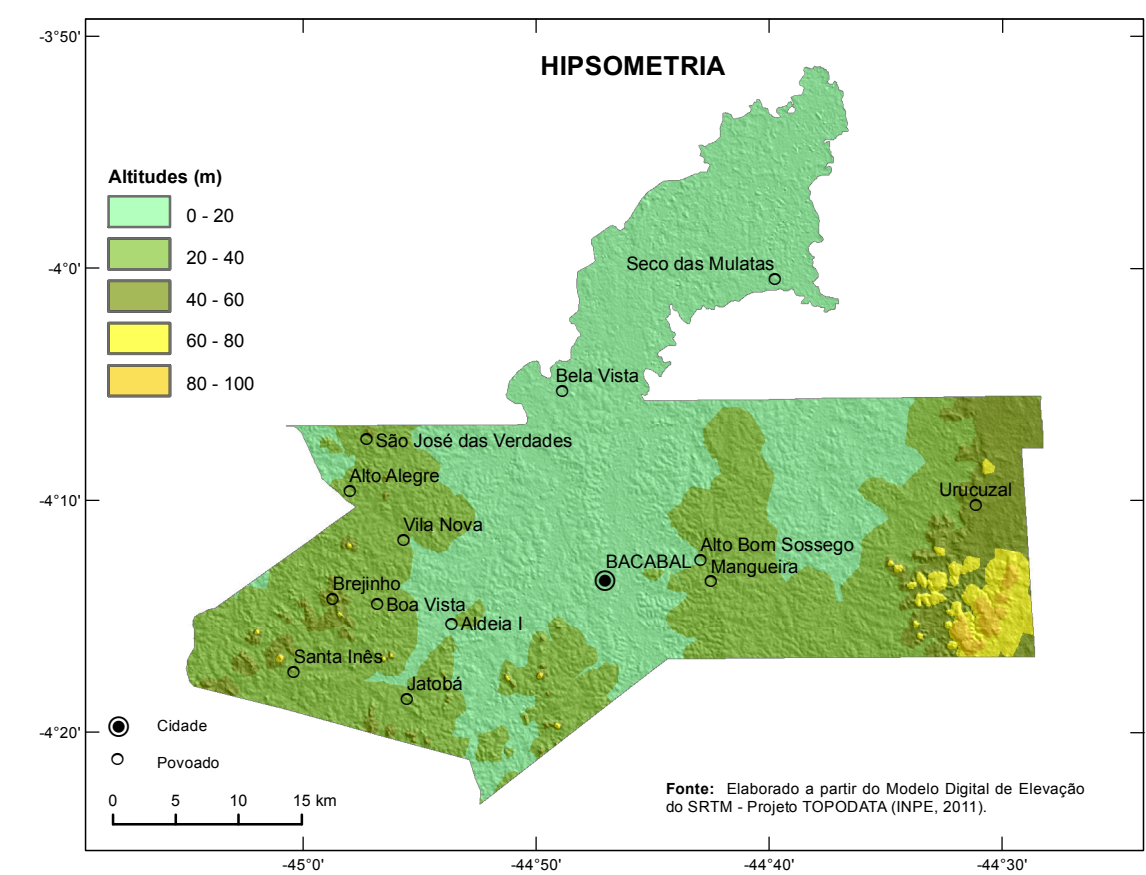 HIPSOMETRIA
-3°50'
-4°0'
-4°10'
-4°20'
Altitudes (m)
0 - 20
20 - 40
40 - 60
60 - 80
80 - 100
Seco das Mulatas
Bela Vista
São José das Verdades
Alto Alegre
Urucuzal
Vila Nova
Alto Bom Sossego
BACABAL
Mangueira
Brejinho
Boa Vista
Aldeia I
Santa Inês
Jatobá
Cidade
Povoado
0 5 10 15 km
Fonte: Elaborado a partir do Modelo Digital de Elevação
do SRTM - Projeto TOPODATA (INPE, 2011).
-45°0' -44°50' -44°40' -44°30'